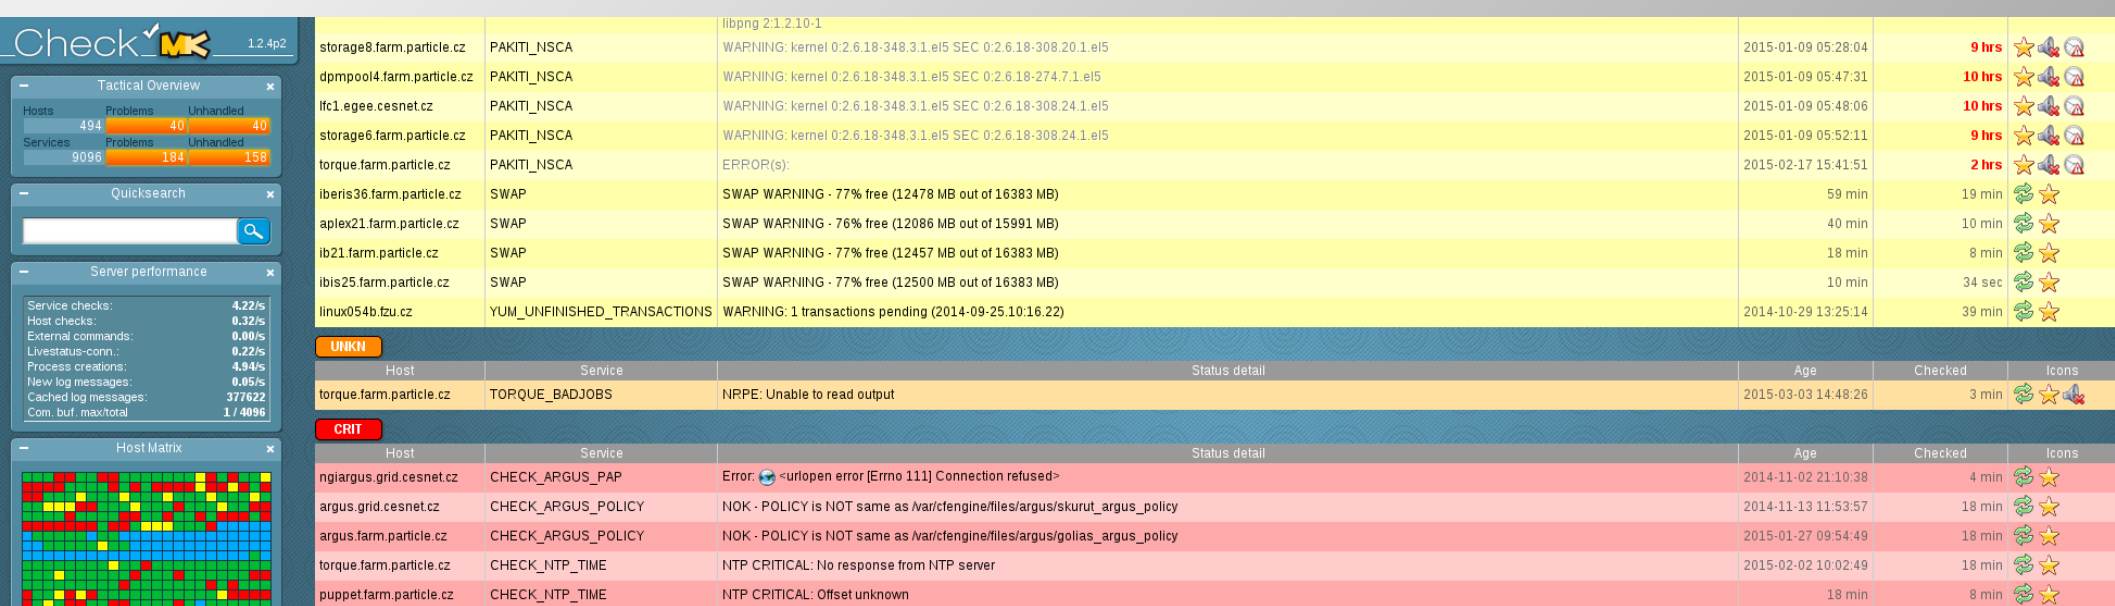 Check MK 1.2.4p2
Tactical Overview
Hosts Problems Unhandled
494 40 40
Services Problems Unhandled
9096 184 158
Quicksearch
Server performance
Service checks: 4.22/s
Host checks: 0.32/s
External commands: 0.00/s
Livestatus-conn.: 0.22/s
Process creations: 4.94/s
New log messages: 0.05/s
Cached log messages: 377622
Com. buf. max/total 1 / 4096
Host Matrix
libpng 2:1.2.10-1
storage8.farm.particle.cz PAKITI_NSCA WARNING: kernel 0:2.6.18-348.3.1.el5 SEC 0:2.6.18-308.20.1.el5 2015-01-09 05:28:04 9 hrs
dpmpool4.farm.particle.cz PAKITI_NSCA WARNING: kernel 0:2.6.18-348.3.1.el5 SEC 0:2.6.18-274.7.1.el5 2015-01-09 05:47:31 10 hrs
lfc1.egee.cesnet.cz PAKITI_NSCA WARNING: kernel 0:2.6.18-348.3.1.el5 SEC 0:2.6.18-308.24.1.el5 2015-01-09 05:48:06 10 hrs
storage6.farm.particle.cz PAKITI_NSCA WARNING: kernel 0:2.6.18-348.3.1.el5 SEC 0:2.6.18-308.24.1.el5 2015-01-09 05:52:11 9 hrs
torque.farm.particle.cz PAKITI_NSCA ERROR(s): 2015-02-17 15:41:51 2 hrs
iberis36.farm.particle.cz SWAP SWAP WARNING - 77% free (12478 MB out of 16383 MB) 59 min 19 min
aplex21.farm.particle.cz SWAP SWAP WARNING - 76% free (12086 MB out of 15991 MB) 40 min 10 min
ib21.farm.particle.cz SWAP SWAP WARNING - 77% free (12457 MB out of 16383 MB) 18 min 8 min
ibis25.farm.particle.cz SWAP SWAP WARNING - 77% free (12500 MB out of 16383 MB) 10 min 34 sec
linux054b.fzu.cz YUM_UNFINISHED_TRANSACTIONS WARNING: 1 transactions pending (2014-09-25.10:16.22) 2014-10-29 13:25:14 39 min
UNKN
Host Service Status detail Age Checked Icons
torque.farm.particle.cz TORQUE_BADJOBS NRPE: Unable to read output 2015-03-03 14:48:26 3 min
CRIT
Host Service Status detail Age Checked Icons
ngiargus.grid.cesnet.cz CHECK_ARGUS_PAP Error: <urlopen error [Errno 111] Connection refused> 2014-11-02 21:10:38 4 min
argus.grid.cesnet.cz CHECK_ARGUS_POLICY NOK - POLICY is NOT same as /var/cfengine/files/argus/skurut_argus_policy 2014-11-13 11:53:57 18 min
argus.farm.particle.cz CHECK_ARGUS_POLICY NOK - POLICY is NOT same as /var/cfengine/files/argus/golias_argus_policy 2015-01-27 09:54:49 18 min
torque.farm.particle.cz CHECK_NTP_TIME NTP CRITICAL: No response from NTP server 2015-02-02 10:02:49 18 min
puppet.farm.particle.cz CHECK_NTP_TIME NTP CRITICAL: Offset unknown 18 min 8 min